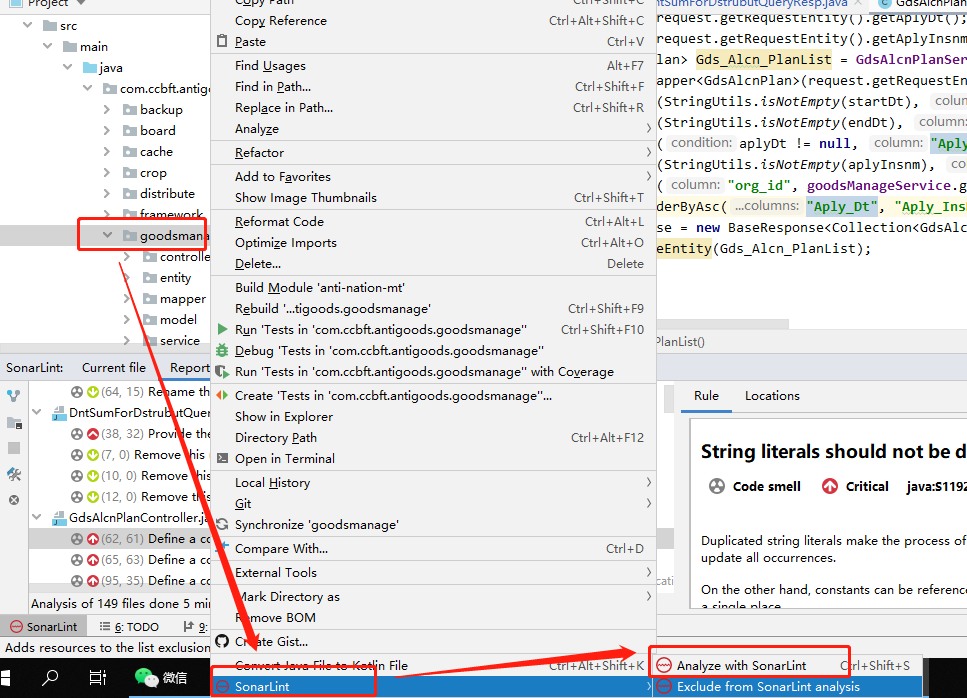 Project
src
main
java
com.ccbft.antigo
backup
board
cache
crop
distribute
framework
goodsmana
controlle
entity
mapper
model
service
Copy Path Ctrl+Shift+C
Copy Reference Ctrl+Alt+Shift+C
Paste Ctrl+V
Find Usages Alt+F7
Find in Path... Ctrl+Shift+F
Replace in Path... Ctrl+Shift+R
Analyze
Refactor
Add to Favorites
Show Image Thumbnails Ctrl+Shift+T
Reformat Code Ctrl+Alt+L
Optimize Imports Ctrl+Alt+O
Delete... Delete
Build Module 'anti-nation-mt'
Rebuild '...tigoods.goodsmanage' Ctrl+Shift+F9
Run 'Tests in 'com.ccbft.antigoods.goodsmanage'' Ctrl+Shift+F10
Debug 'Tests in 'com.ccbft.antigoods.goodsmanage''
Run 'Tests in 'com.ccbft.antigoods.goodsmanage'' with Coverage
Create 'Tests in 'com.ccbft.antigoods.goodsmanage''...
Show in Explorer
Directory Path Ctrl+Alt+F12
Open in Terminal
Local History
Git
Synchronize 'goodsmanage'
Compare With... Ctrl+D
External Tools
Mark Directory as
Remove BOM
Create Gist...
Convert Java File to Kotlin File Ctrl+Alt+Shift+K
SonarLint
Analyze with SonarLint Ctrl+Shift+S
Exclude from SonarLint analysis
ntSumForDstrubutQueryResp.java GdsAlcnPlan
request.getRequestEntity().getAplyDt();
request.getRequestEntity().getAplyInsnm
lan> Gds_Alcn_PlanList = GdsAlcnPlanSer
apper<GdsAlcnPlan>(request.getRequestEn
(StringUtils.isNotEmpty(startDt), colum
(StringUtils.isNotEmpty(endDt), column:
( condition: aplyDt != null, column: "Aply
(StringUtils.isNotEmpty(aplyInsnm), co
( column: "org_id", goodsManageService.g
derByAsc( ...columns: "Aply_Dt", "Aply_Ins
se = new BaseResponse<Collection<GdsAlc
eEntity(Gds_Alcn_PlanList);
PlanList()
SonarLint: Current file Report
(64, 15) Rename th
DntSumForDstrubutQuer
(38, 32) Provide the
(7, 0) Remove this
(10, 0) Remove this
(12, 0) Remove this
GdsAlcnPlanController.ja
(62, 61) Define a co
(65, 63) Define a co
(95, 35) Define a co
Analysis of 149 files done 5 min
SonarLint 6: TODO 9:
Adds resources to the list exclusion
Rule Locations
String literals should not be d
Code smell Critical java:S1192
Duplicated string literals make the process of
update all occurrences.
On the other hand, constants can be reference
a single place.
微信